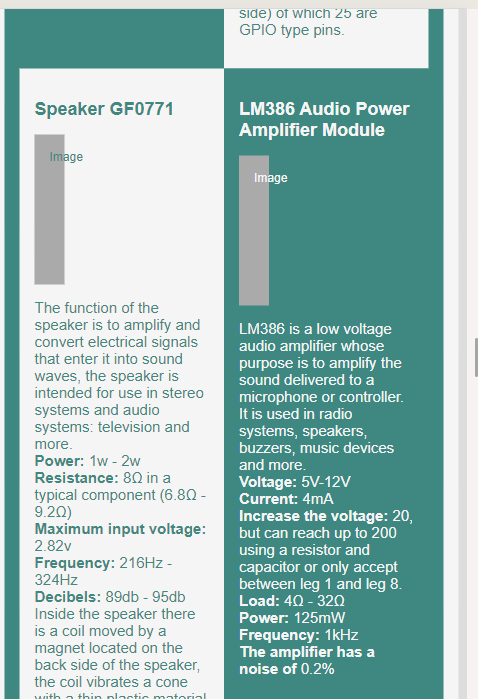 side) of which 25 are
GPIO type pins.
Speaker GF0771
Image
The function of the
speaker is to amplify and
convert electrical signals
that enter it into sound
waves, the speaker is
intended for use in stereo
systems and audio
systems: television and
more.
Power: 1w - 2w
Resistance: 8Ω in a
typical component (6.8Ω -
9.2Ω)
Maximum input voltage:
2.82v
Frequency: 216Hz -
324Hz
Decibels: 89db - 95db
Inside the speaker there
is a coil moved by a
magnet located on the
back side of the speaker,
the coil vibrates a cone
with a thin plastic material
LM386 Audio Power
Amplifier Module
Image
LM386 is a low voltage
audio amplifier whose
purpose is to amplify the
sound delivered to a
microphone or controller.
It is used in radio
systems, speakers,
buzzers, music devices
and more.
Voltage: 5V-12V
Current: 4mA
Increase the voltage: 20,
but can reach up to 200
using a resistor and
capacitor or only accept
between leg 1 and leg 8.
Load: 4Ω - 32Ω
Power: 125mW
Frequency: 1kHz
The amplifier has a
noise of 0.2%